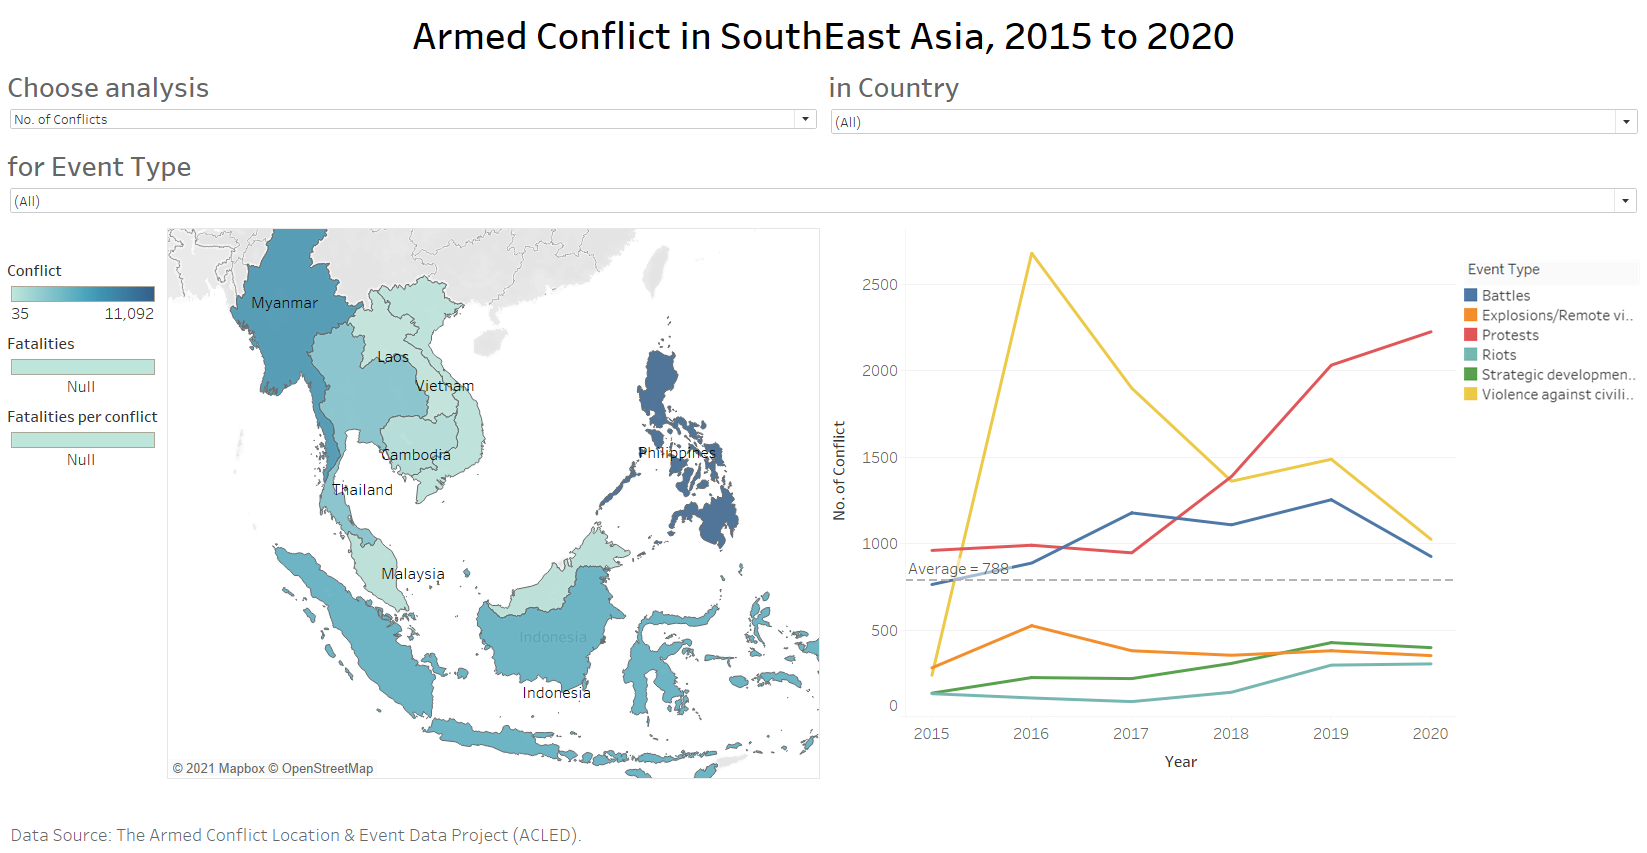 Armed Conflict in SouthEast Asia, 2015 to 2020
Choose analysis
No. of Conflicts
in Country
(All)
for Event Type
(All)
Conflict
35 11,092
Fatalities
Null
Fatalities per conflict
Null
Myanmar
Laos
Vietnam
Cambodia
Thailand
Philippines
Malaysia
Indonesia
Indonesia
© 2021 Mapbox © OpenStreetMap
No. of Conflict
2500
2000
1500
1000
Average = 788
500
0
2015 2016 2017 2018 2019 2020
Year
Event Type
Battles
Explosions/Remote vi..
Protests
Riots
Strategic developmen..
Violence against civili..
Data Source: The Armed Conflict Location & Event Data Project (ACLED).